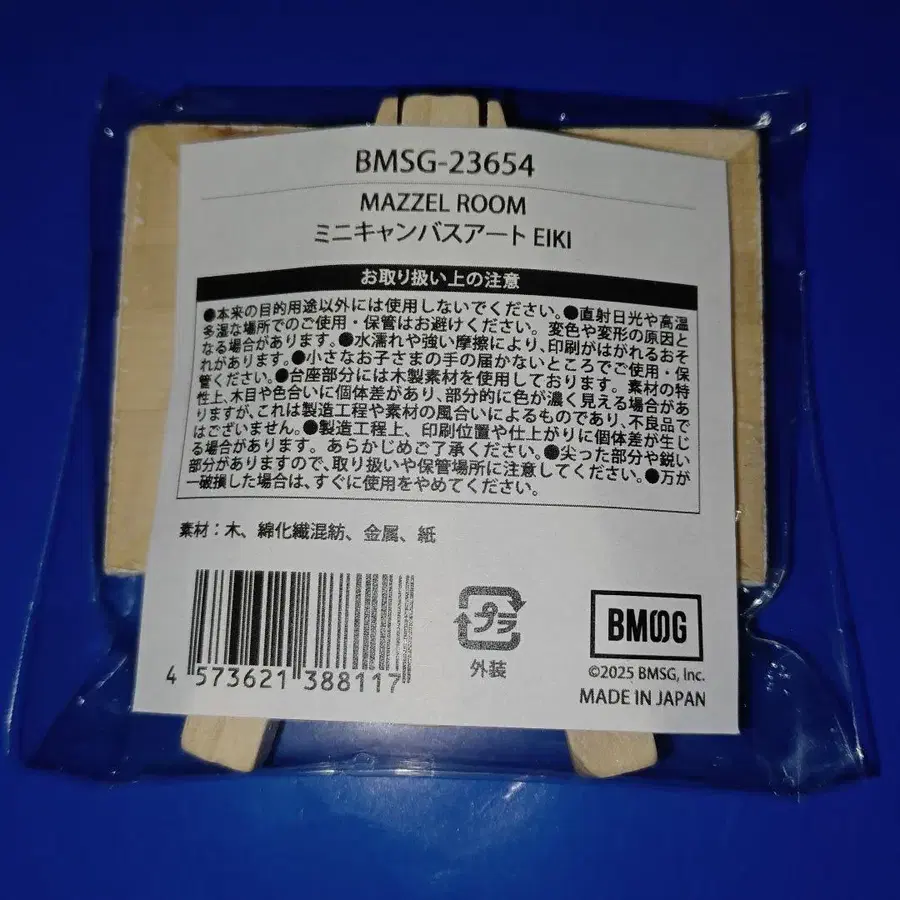 BMSG-23654
MAZZEL ROOM
ミニキャンバスアート EIKI
お取り扱い上の注意
●本来の目的用途以外には使用しないでください。●直射日光や高温
多湿な場所でのご使用・保管はお避けください。変色や変形の原因と
なる場合があります。●水濡れや強い摩擦により、印刷がはがれるおそ
れがあります。●小さなお子さまの手の届かないところでご使用・保
管ください。●台座部分には木製素材を使用しております。素材の特
性上、木目や色合いに個体差があり、部分的に色が濃く見える場合があ
りますが、これは製造工程や素材の風合いによるものであり、不良品で
はございません。●製造工程上、印刷位置や仕上がりに個体差が生じ
る場合があります。あらかじめご了承ください。●尖った部分や鋭い
部分がありますので、取り扱いや保管場所に注意してください。●万が
一破損した場合は、すぐに使用をやめてください。
素材：木、綿化繊混紡、金属、紙
4 573621 388117
プラ
外装
BMSG
©2025 BMSG, Inc.
MADE IN JAPAN